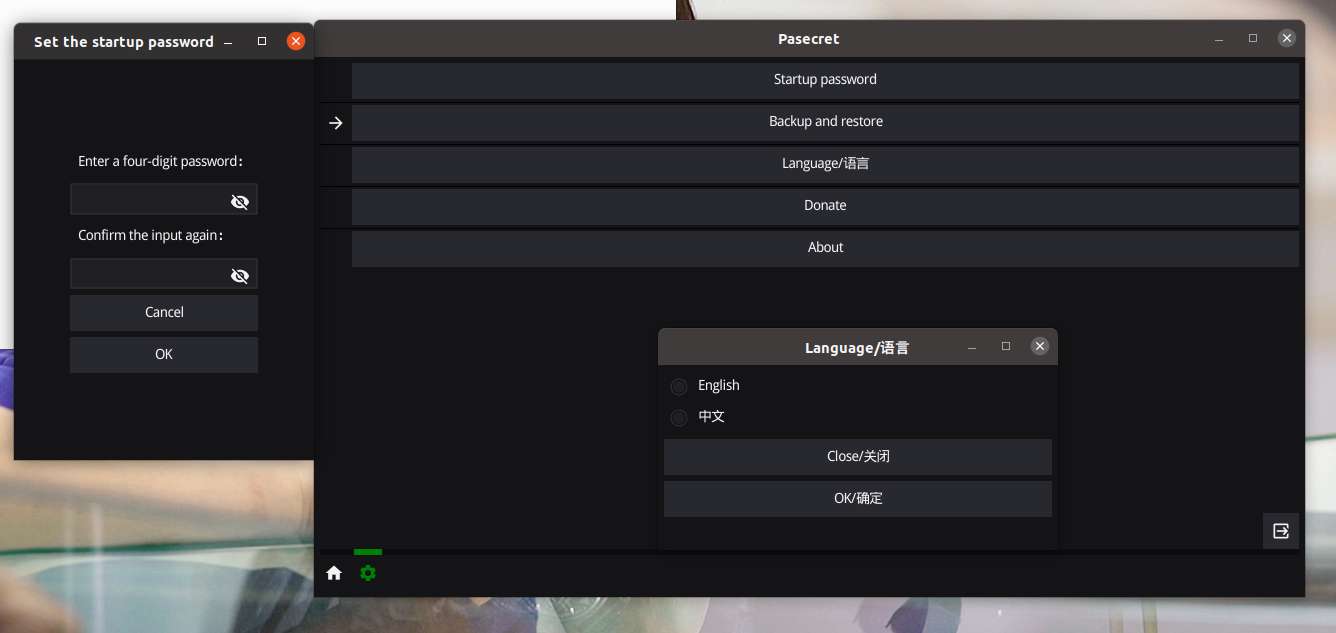 Set the startup password
Enter a four-digit password:
Confirm the input again:
Cancel
OK
Pasecret
Startup password
Backup and restore
Language/语言
Donate
About
Language/语言
English
中文
Close/关闭
OK/确定